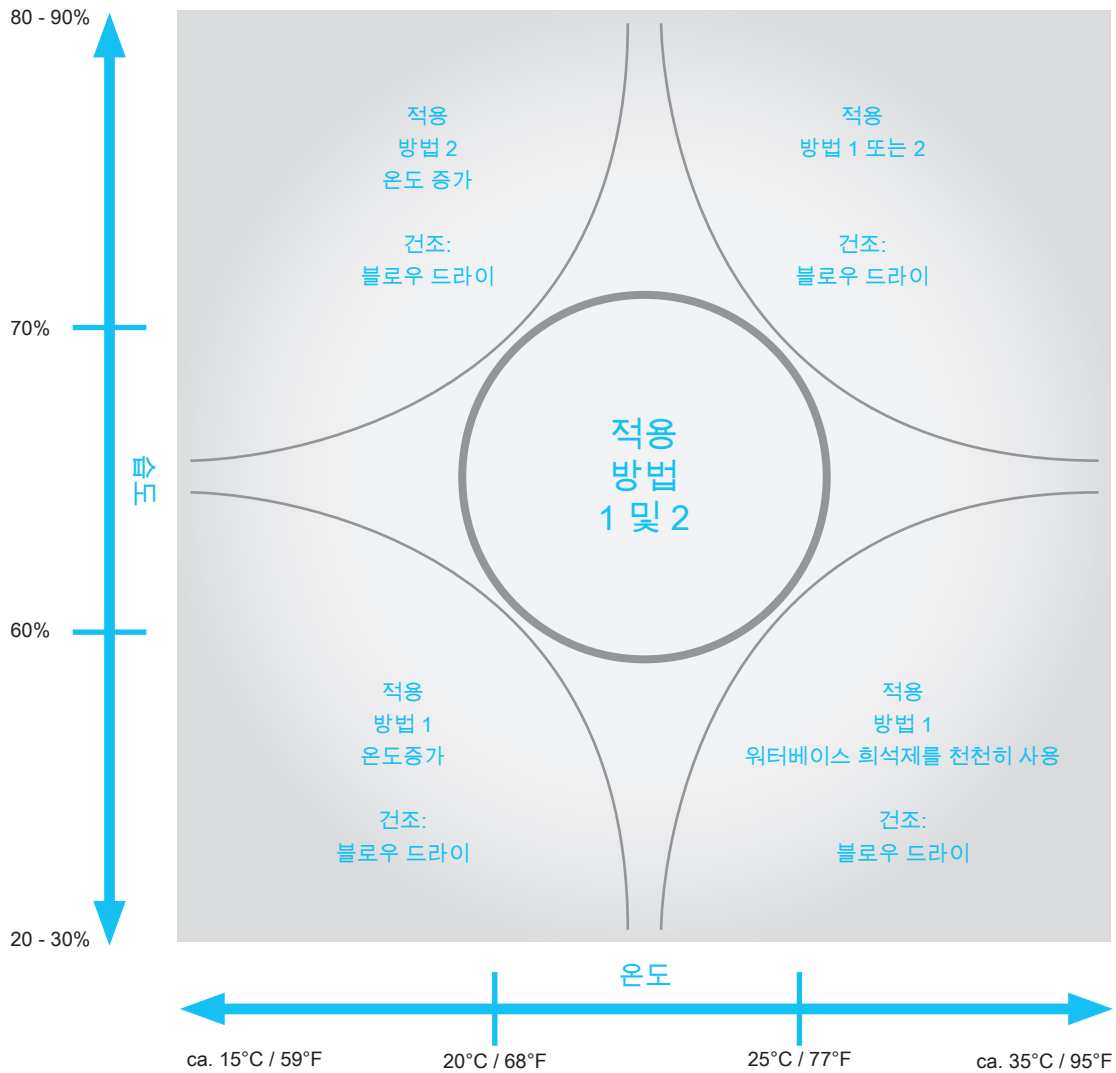 80 - 90%
적용
방법 2
온도 증가
건조:
블로우 드라이
적용
방법 1 또는 2
건조:
블로우 드라이
70%
습도
적용
방법
1 및 2
60%
적용
방법 1
온도증가
건조:
블로우 드라이
적용
방법 1
워터베이스 희석제를 천천히 사용
건조:
블로우 드라이
20 - 30%
온도
ca. 15°C / 59°F
20°C / 68°F
25°C / 77°F
ca. 35°C / 95°F